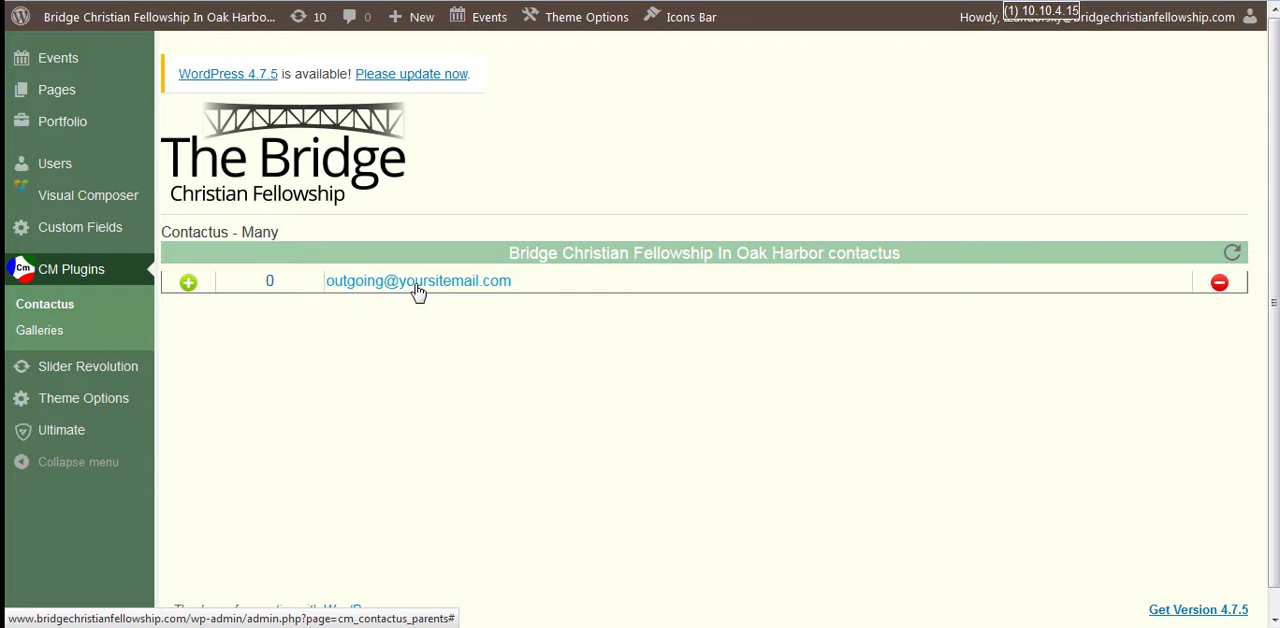 Bridge Christian Fellowship In Oak Harbo... 10 0 New Events Theme Options Icons Bar Howdy, @bridgechristianfellowship.com
(1) 10.10.4.15
Events
Pages
Portfolio
Users
Visual Composer
Custom Fields
Cm CM Plugins
Contactus
Galleries
Slider Revolution
Theme Options
Ultimate
Collapse menu
WordPress 4.7.5 is available! Please update now.
The Bridge
Christian Fellowship
Contactus - Many
Bridge Christian Fellowship In Oak Harbor contactus
0 outgoing@yoursitemail.com
Get Version 4.7.5
www.bridgechristianfellowship.com/wp-admin/admin.php?page=cm_contactus_parents#